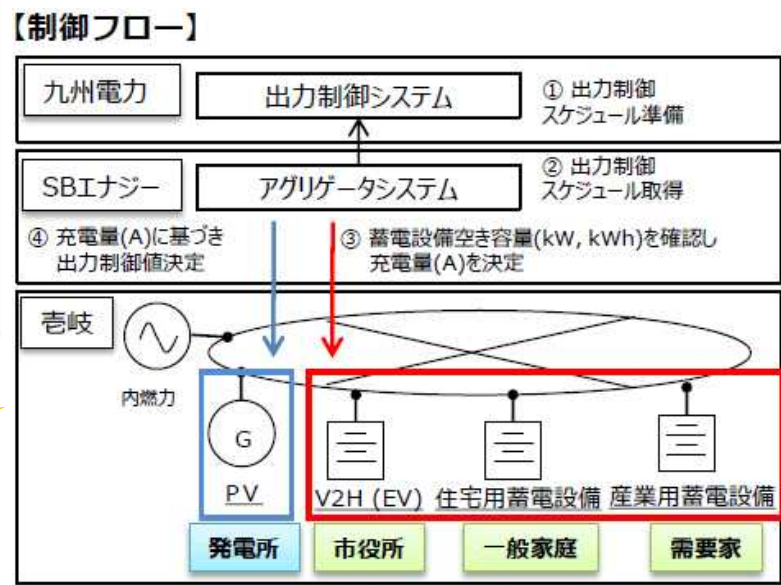 【制御フロー】
九州電力
出力制御システム
① 出力制御
スケジュール準備
SBエナジー
アグリゲータシステム
② 出力制御
スケジュール取得
④ 充電量(A)に基づき
出力制御値決定
③ 蓄電設備空き容量(kW, kWh)を確認し
充電量(A)を決定
壱岐
内燃力
G
PV
V2H (EV)
住宅用蓄電設備
産業用蓄電設備
発電所
市役所
一般家庭
需要家